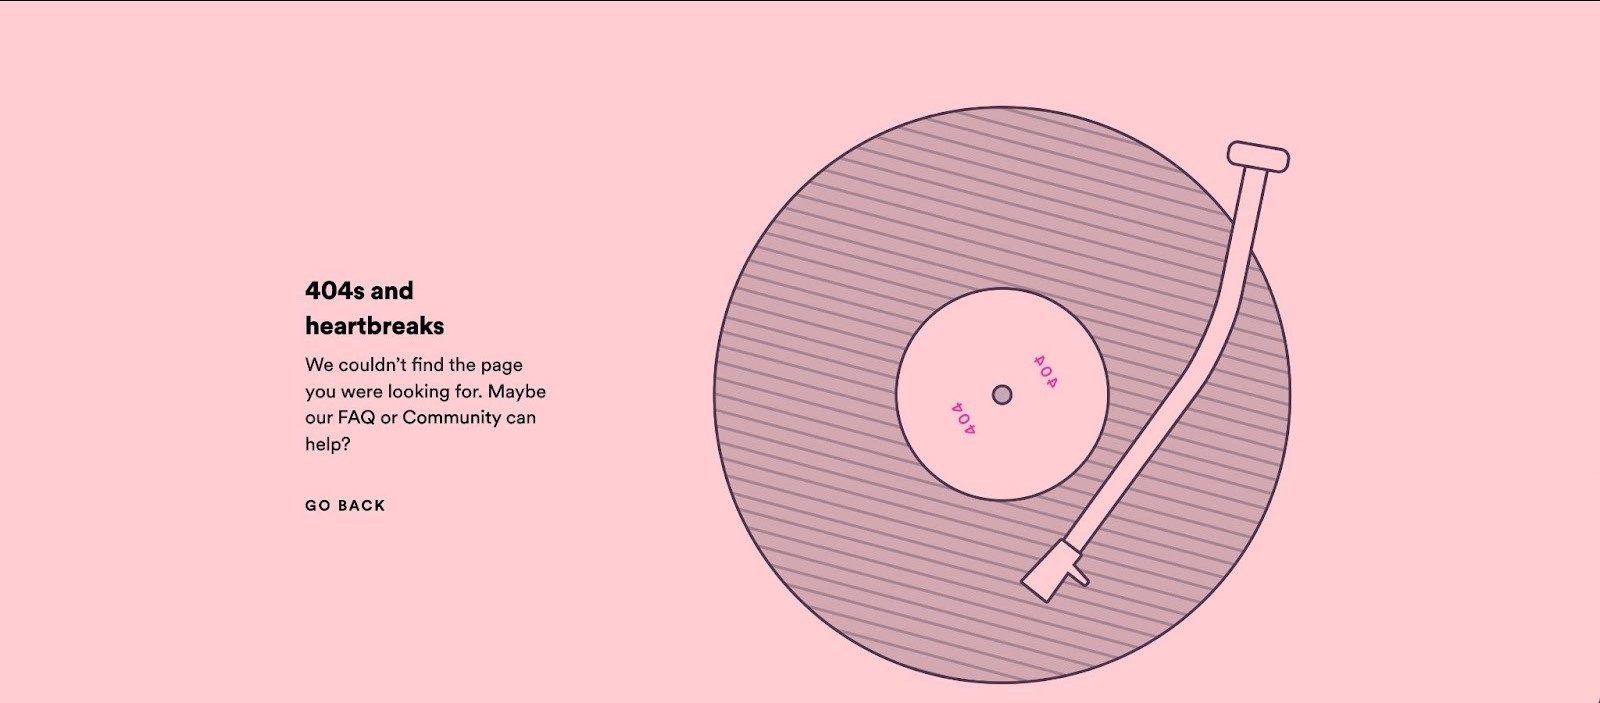 404s and
heartbreaks
We couldn’t find the page
you were looking for. Maybe
our FAQ or Community can
help?
GO BACK
404
404